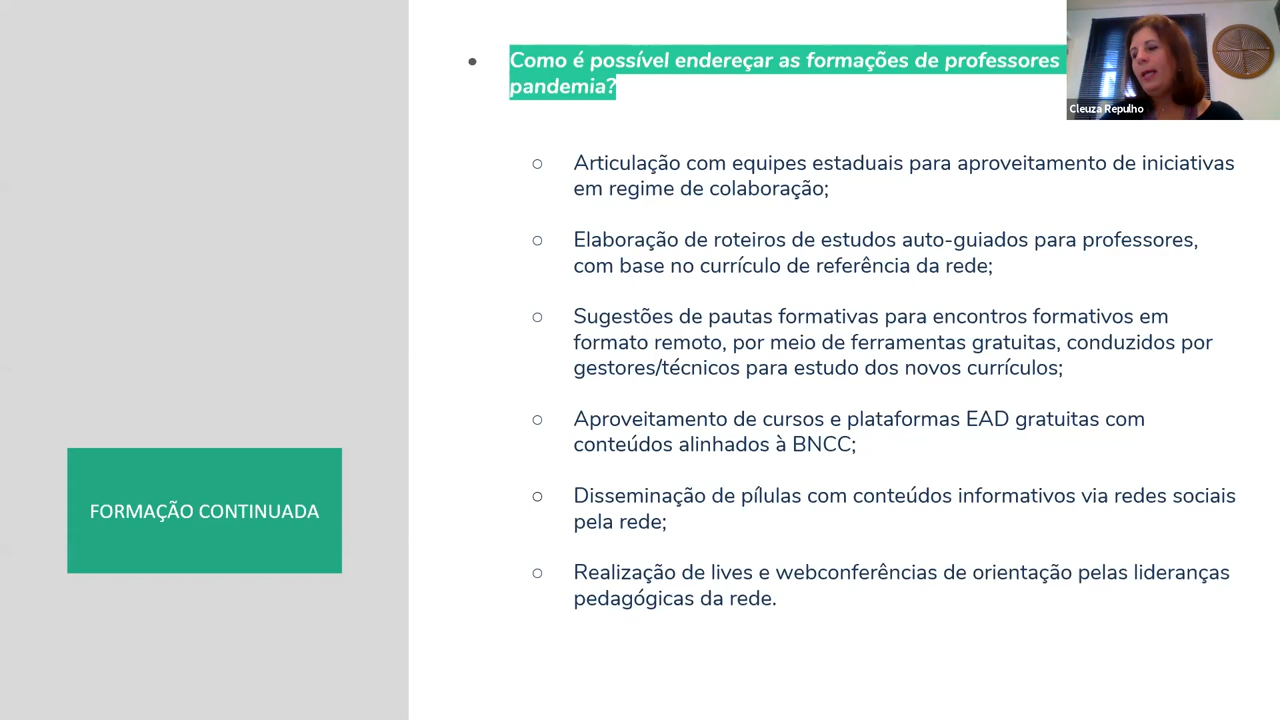 Como é possível endereçar as formações de professores
pandemia?
Cleuza Repulho
Articulação com equipes estaduais para aproveitamento de iniciativas
em regime de colaboração;
Elaboração de roteiros de estudos auto-guiados para professores,
com base no currículo de referência da rede;
Sugestões de pautas formativas para encontros formativos em
formato remoto, por meio de ferramentas gratuitas, conduzidos por
gestores/técnicos para estudo dos novos currículos;
Aproveitamento de cursos e plataformas EAD gratuitas com
conteúdos alinhados à BNCC;
Disseminação de pílulas com conteúdos informativos via redes sociais
pela rede;
Realização de lives e webconferências de orientação pelas lideranças
pedagógicas da rede.
FORMAÇÃO CONTINUADA